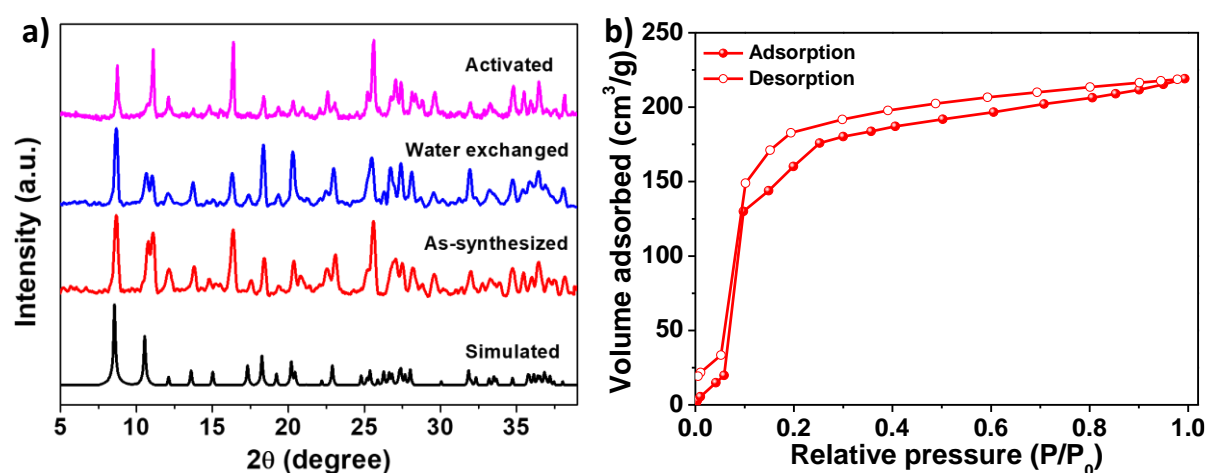 a)
Activated
Water exchanged
As-synthesized
Simulated
Intensity (a.u.)
5 10 15 20 25 30 35
2θ (degree)
b)
Adsorption
Desorption
Volume adsorbed (cm³/g)
250
200
150
100
50
0
0.0 0.2 0.4 0.6 0.8 1.0
Relative pressure (P/P₀)